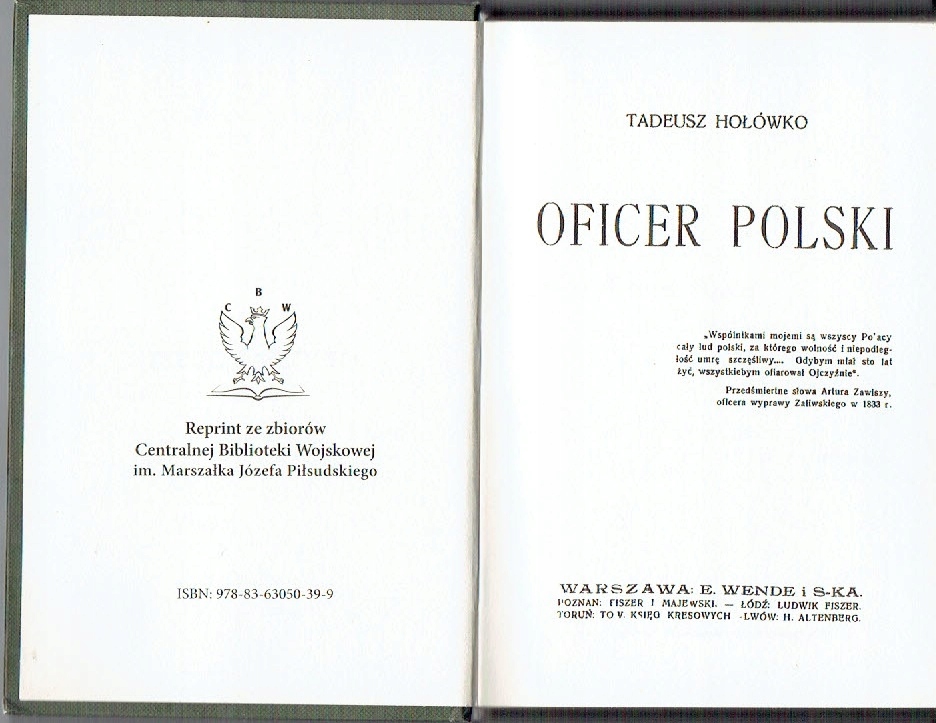 C B W
Reprint ze zbiorów
Centralnej Biblioteki Wojskowej
im. Marszałka Józefa Piłsudskiego
ISBN: 978-83-63050-39-9
TADEUSZ HOŁÓWKO
OFICER POLSKI
„Wspólnikami mojemi są wszyscy Po'acy
cały lud polski, za którego wolność i niepodleg-
łość umrę szczęśliwy.... Gdybym miał sto lat
żyć, wszystkiebym ofiarował Ojczyźnie".
Przedśmiertne słowa Artura Zawiszy,
oficera wyprawy Zaliwskiego w 1833 r.
WARSZAWA: E. WENDE i S-KA.
POZNAŃ: FISZER I MAJEWSKI. — ŁÓDŹ: LUDWIK FISZER.
TORUŃ: TOV. KSIĘG KRESOWYCH -LWÓW: H. ALTENBERG.